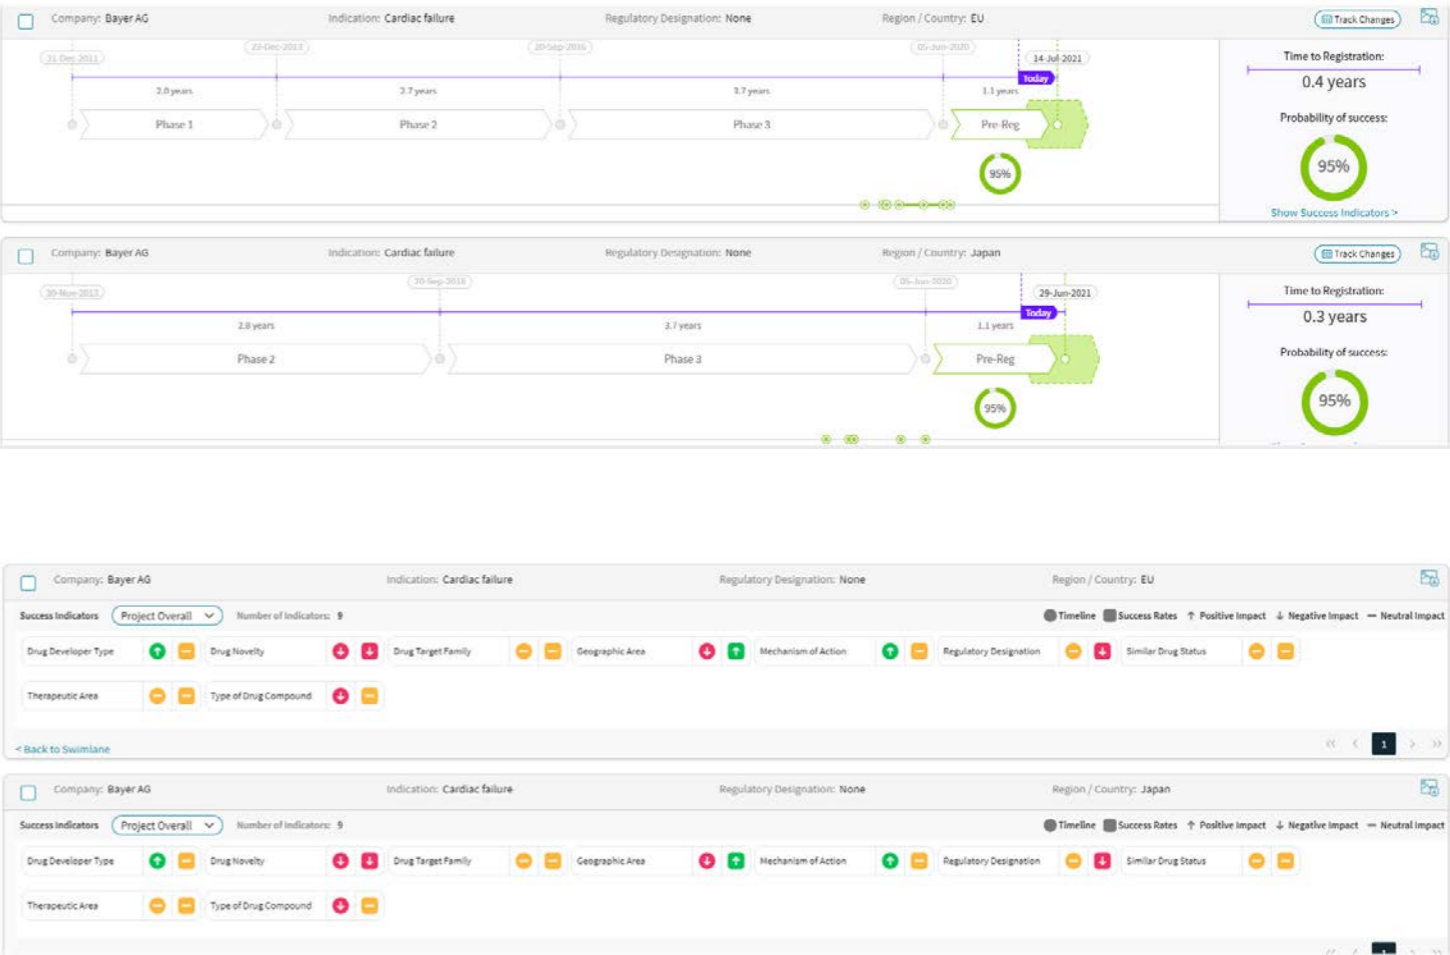 Company: Bayer AG Indication: Cardiac failure Regulatory Designation: None Region / Country: EU Track Changes
31-Dec-2011 23-Dec-2013 20-Sep-2016 05-Jun-2020 14-Jul-2021
Today
2.0 years 2.7 years 3.7 years 1.1 years
Phase 1 Phase 2 Phase 3 Pre-Reg
95%
Time to Registration:
0.4 years
Probability of success:
95%
Show Success Indicators >
Company: Bayer AG Indication: Cardiac failure Regulatory Designation: None Region / Country: Japan Track Changes
30-Nov-2013 20-Sep-2016 05-Jun-2020 29-Jun-2021
Today
2.8 years 3.7 years 1.1 years
Phase 2 Phase 3 Pre-Reg
95%
Time to Registration:
0.3 years
Probability of success:
95%
Company: Bayer AG Indication: Cardiac failure Regulatory Designation: None Region / Country: EU
Success Indicators Project Overall Number of Indicators: 9 Timeline Success Rates Positive Impact Negative Impact Neutral Impact
Drug Developer Type Drug Novelty Drug Target Family Geographic Area Mechanism of Action Regulatory Designation Similar Drug Status
Therapeutic Area Type of Drug Compound
< Back to Swimlane 1
Company: Bayer AG Indication: Cardiac failure Regulatory Designation: None Region / Country: Japan
Success Indicators Project Overall Number of Indicators: 9 Timeline Success Rates Positive Impact Negative Impact Neutral Impact
Drug Developer Type Drug Novelty Drug Target Family Geographic Area Mechanism of Action Regulatory Designation Similar Drug Status
Therapeutic Area Type of Drug Compound